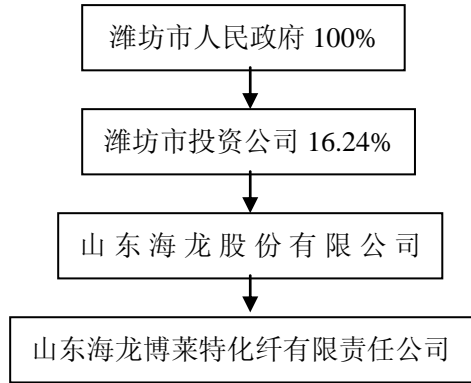 潍坊市人民政府 100%
潍坊市投资公司 16.24%
山东海龙股份有限公司
山东海龙博莱特化纤有限责任公司